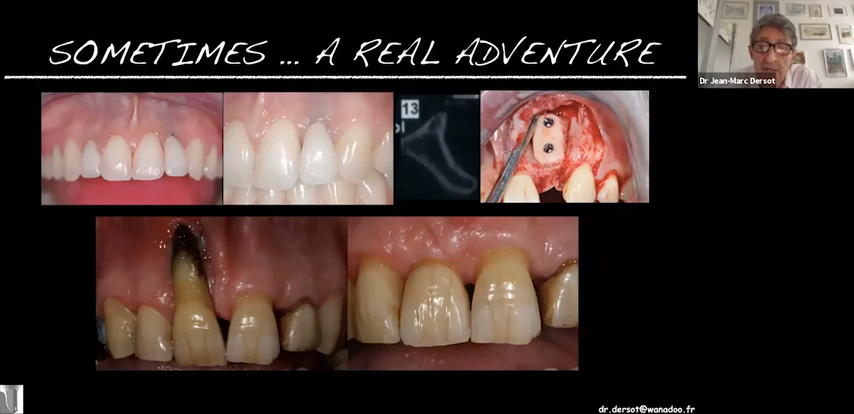 SOMETIMES ... A REAL ADVENTURE
Dr Jean-Marc Dersot
13
dr.dersot@wanadoo.fr